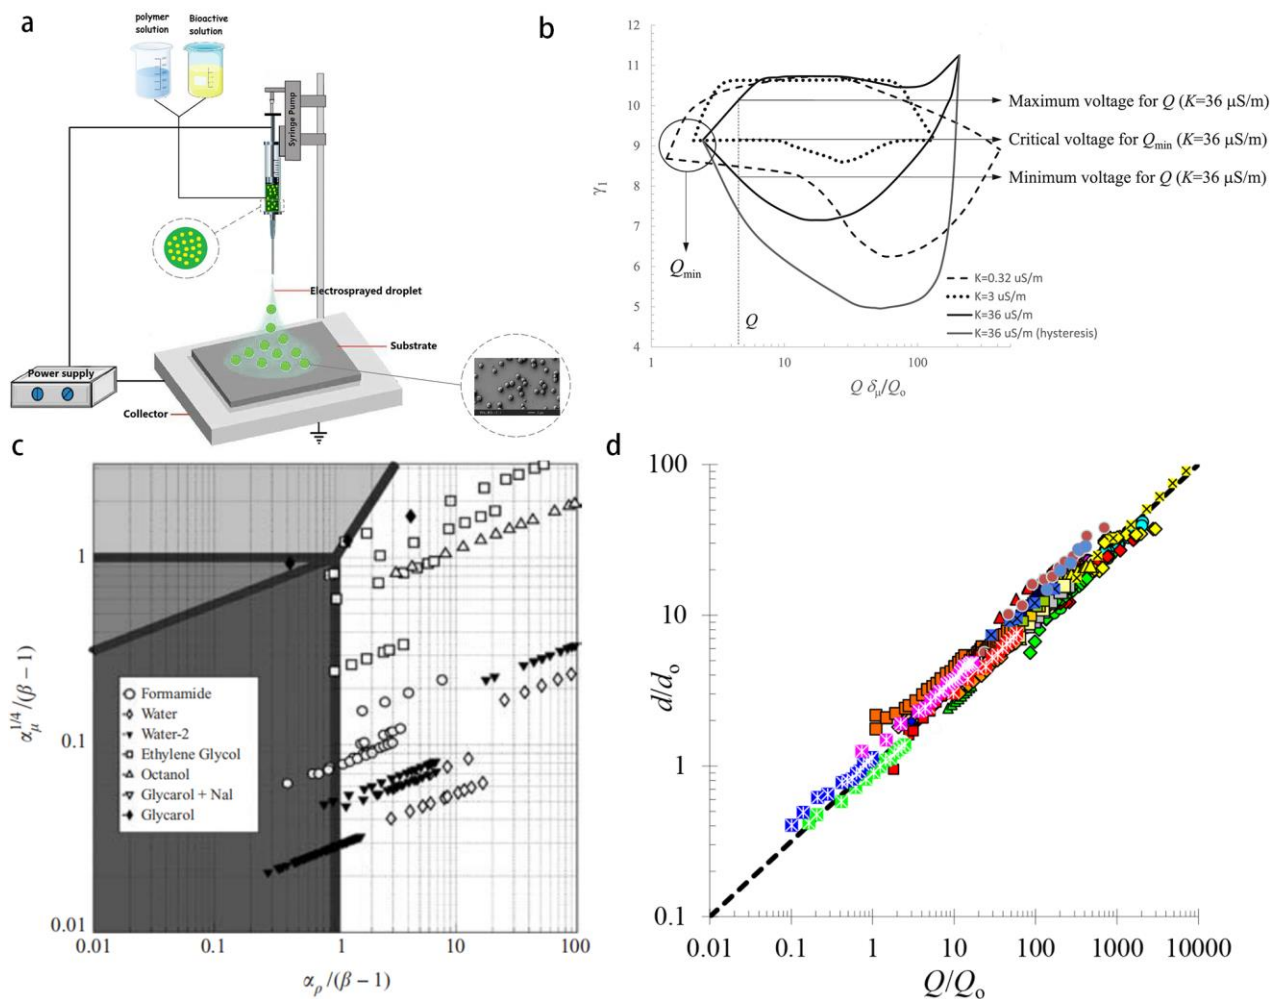 a
polymer
solution
Bioactive
solution
Syringe Pump
Electrosprayed droplet
Substrate
Power supply
Collector
b
12
11
10
9
8
7
6
5
4
γ₁
Maximum voltage for Q (K=36 μS/m)
Critical voltage for Qmin (K=36 μS/m)
Minimum voltage for Q (K=36 μS/m)
Qmin
Q
K=0.32 uS/m
K=3 uS/m
K=36 uS/m
K=36 uS/m (hysteresis)
1
10
100
Q δμ/Qo
c
1
0.1
0.01
αμ^1/4/(β − 1)
Formamide
Water
Water-2
Ethylene Glycol
Octanol
Glycarol + NaI
Glycarol
0.01
0.1
1
10
100
αρ/(β − 1)
d
100
10
1
0.1
d/do
0.01
0.1
1
10
100
1000
10000
Q/Qo